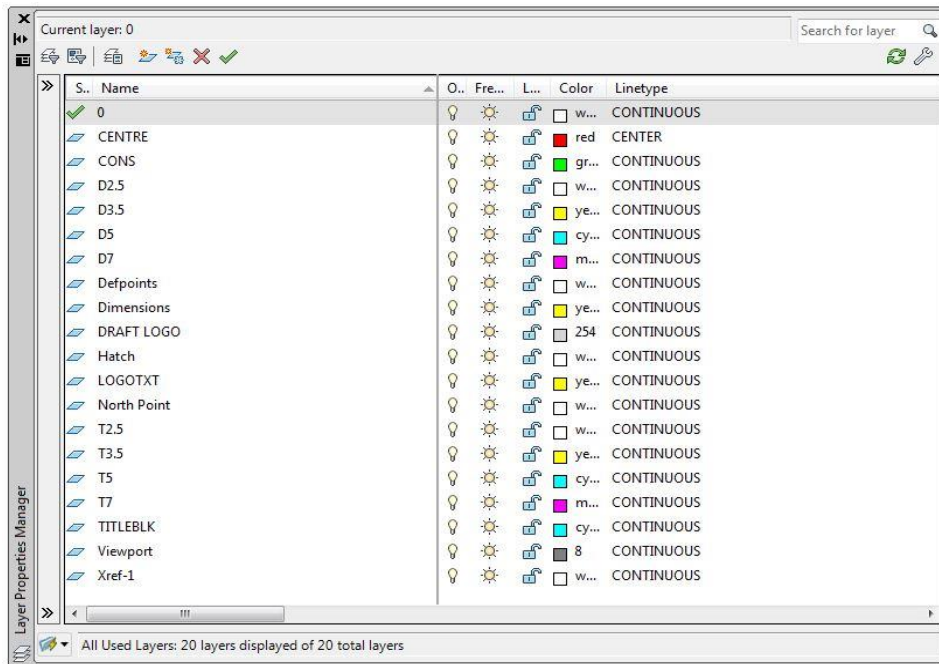 Current layer: 0
Search for layer
S.. Name O.. Fre... L... Color Linetype
0 w... CONTINUOUS
CENTRE red CENTER
CONS gr... CONTINUOUS
D2.5 w... CONTINUOUS
D3.5 ye... CONTINUOUS
D5 cy... CONTINUOUS
D7 m... CONTINUOUS
Defpoints w... CONTINUOUS
Dimensions ye... CONTINUOUS
DRAFT LOGO 254 CONTINUOUS
Hatch w... CONTINUOUS
LOGOTXT ye... CONTINUOUS
North Point w... CONTINUOUS
T2.5 w... CONTINUOUS
T3.5 ye... CONTINUOUS
T5 cy... CONTINUOUS
T7 m... CONTINUOUS
TITLEBLK cy... CONTINUOUS
Viewport 8 CONTINUOUS
Xref-1 w... CONTINUOUS
Layer Properties Manager
All Used Layers: 20 layers displayed of 20 total layers